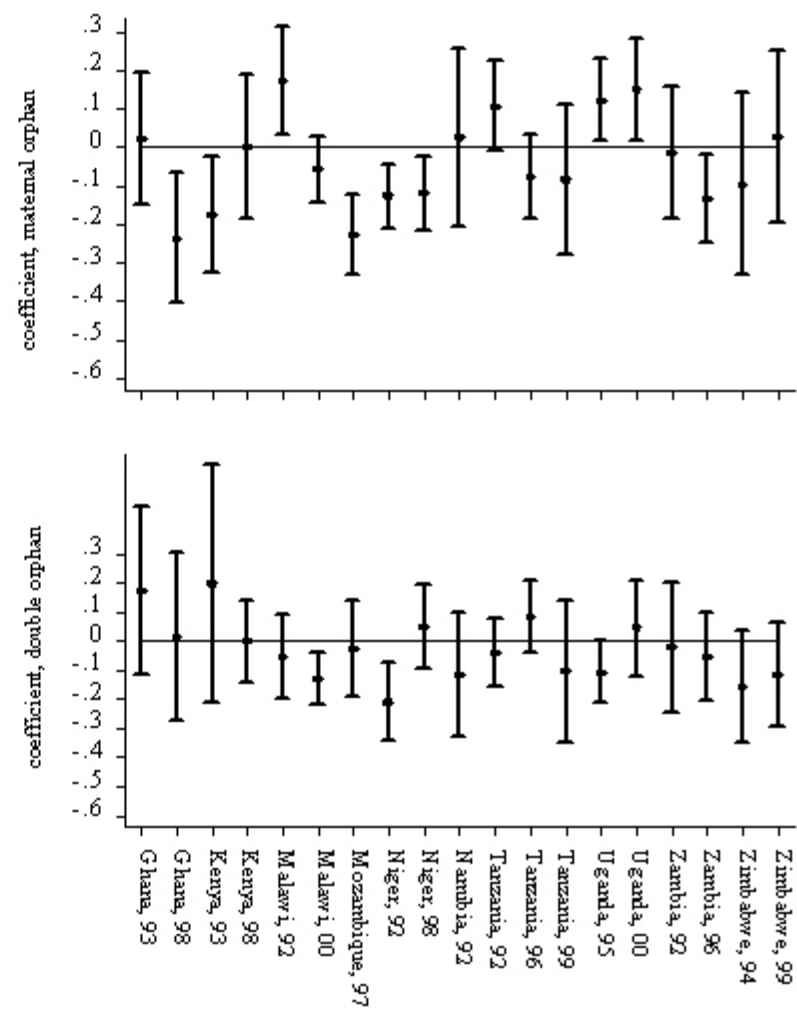 coefficient, maternal orphan
.3
.2
.1
0
-.1
-.2
-.3
-.4
-.5
-.6
coefficient, double orphan
.3
.2
.1
0
-.1
-.2
-.3
-.4
-.5
-.6
Ghana, 93
Ghana, 98
Kenya, 93
Kenya, 98
Malawi, 92
Malawi, 00
Mozambique, 97
Niger, 92
Niger, 98
Namibia, 92
Tanzania, 92
Tanzania, 96
Tanzania, 99
Uganda, 95
Uganda, 00
Zambia, 92
Zambia, 96
Zimbabwe, 94
Zimbabwe, 99